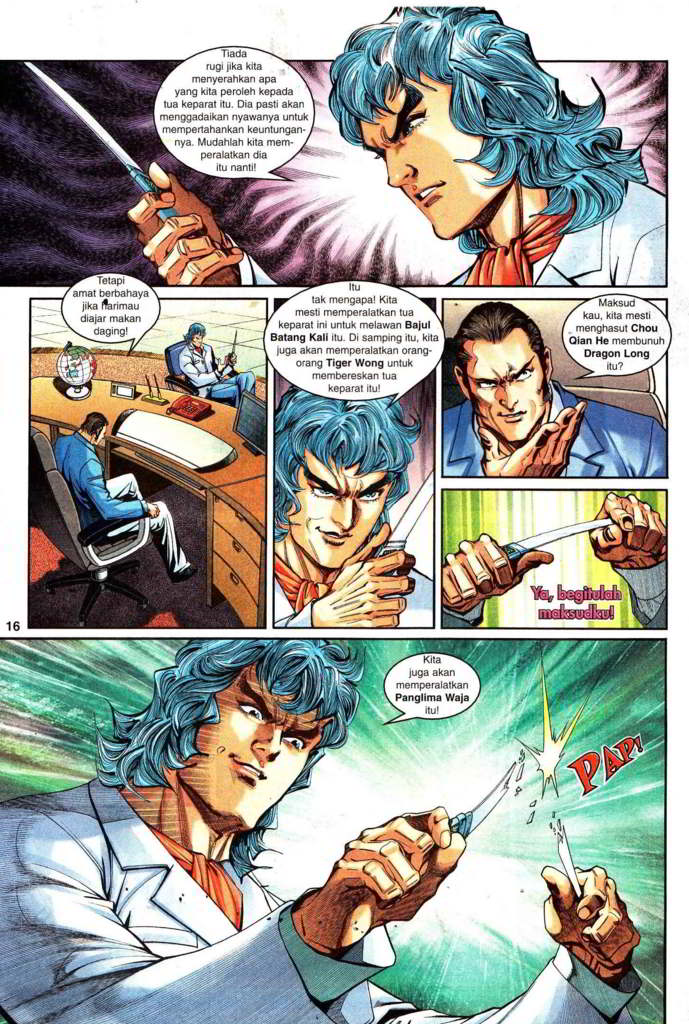 Tiada
rugi jika kita
menyerahkan apa
yang kita peroleh kepada
tua keparat itu. Dia pasti akan
menggadaikan nyawanya untuk
mempertahankan keuntungan-
nya. Mudahlah kita mem-
peralatkan dia
itu nanti!
Tetapi
amat berbahaya
jika harimau
diajar makan
daging!
Itu
tak mengapa! Kita
mesti memperalatkan tua
keparat ini untuk melawan Bajul
Batang Kali itu. Di samping itu, kita
juga akan memperalatkan orang-
orang Tiger Wong untuk
membereskan tua
keparat itu!
Maksud
kau, kita mesti
menghasut Chou
Qian He membunuh
Dragon Long
itu?
Ya, begitulah
maksudku!
16
Kita
juga akan
memperalatkan
Panglima Waja
itu!
PAP!